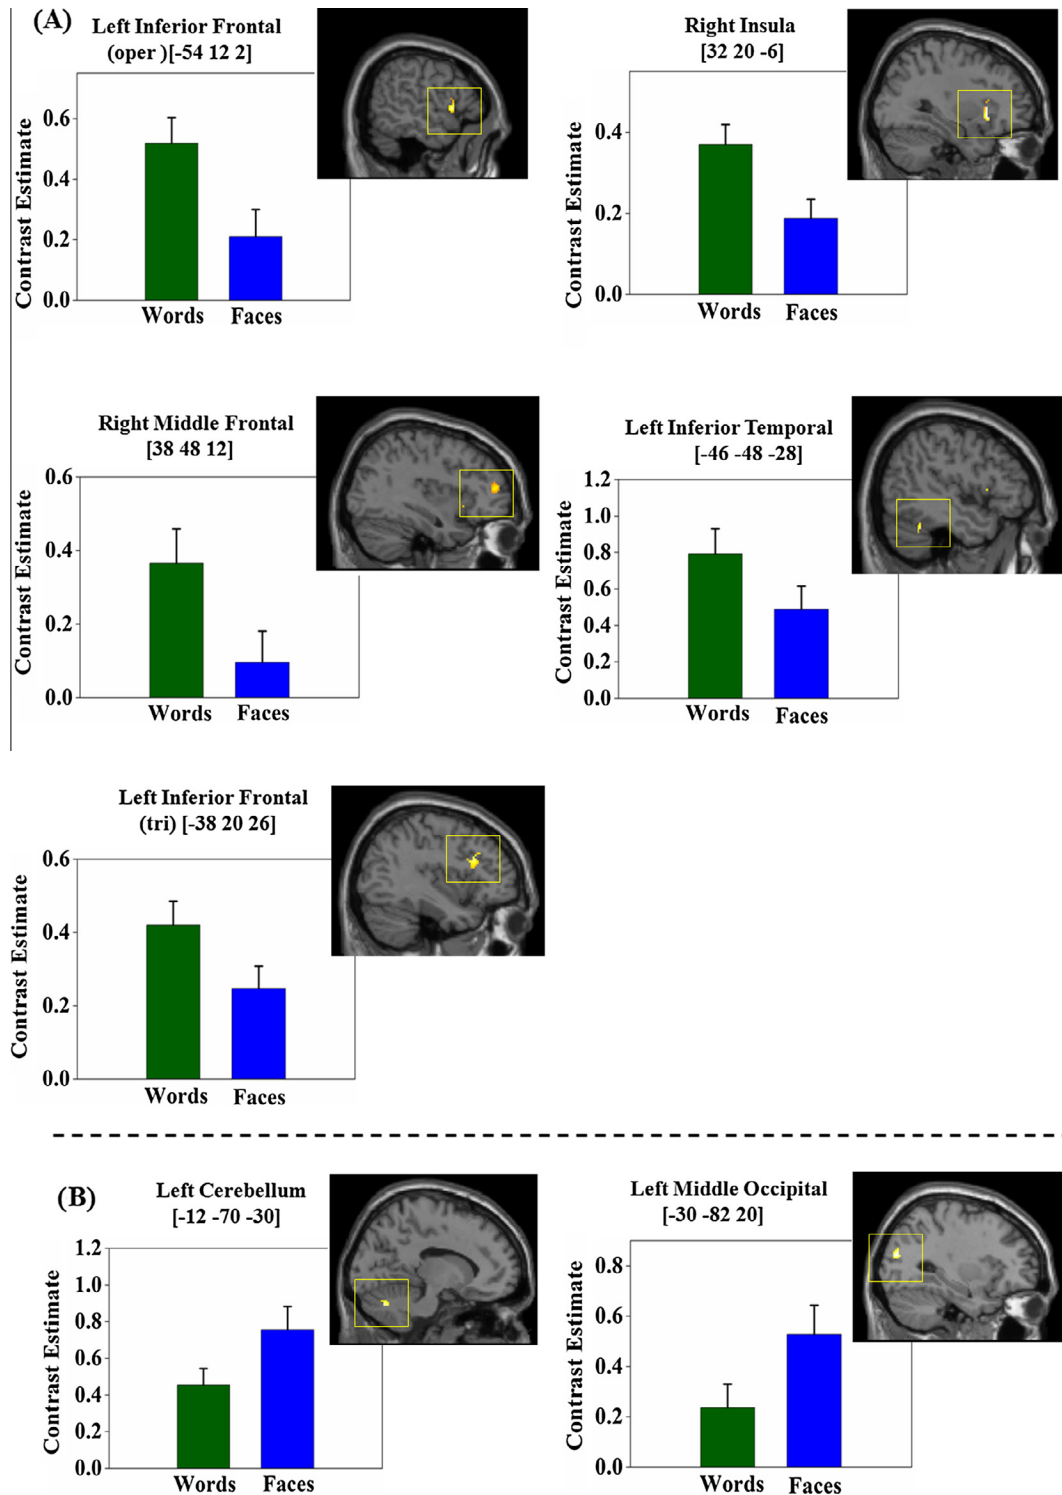 (A)
Left Inferior Frontal
(oper )[-54 12 2]
Contrast Estimate
0.6
0.4
0.2
0.0
Words Faces
Right Insula
[32 20 -6]
Contrast Estimate
0.4
0.2
0.0
Words Faces
Right Middle Frontal
[38 48 12]
Contrast Estimate
0.6
0.4
0.2
0.0
Words Faces
Left Inferior Temporal
[-46 -48 -28]
Contrast Estimate
1.2
1.0
0.8
0.6
0.4
0.2
0.0
Words Faces
Left Inferior Frontal
(tri) [-38 20 26]
Contrast Estimate
0.6
0.4
0.2
0.0
Words Faces
(B)
Left Cerebellum
[-12 -70 -30]
Contrast Estimate
1.2
1.0
0.8
0.6
0.4
0.2
0.0
Words Faces
Left Middle Occipital
[-30 -82 20]
Contrast Estimate
0.8
0.6
0.4
0.2
0.0
Words Faces